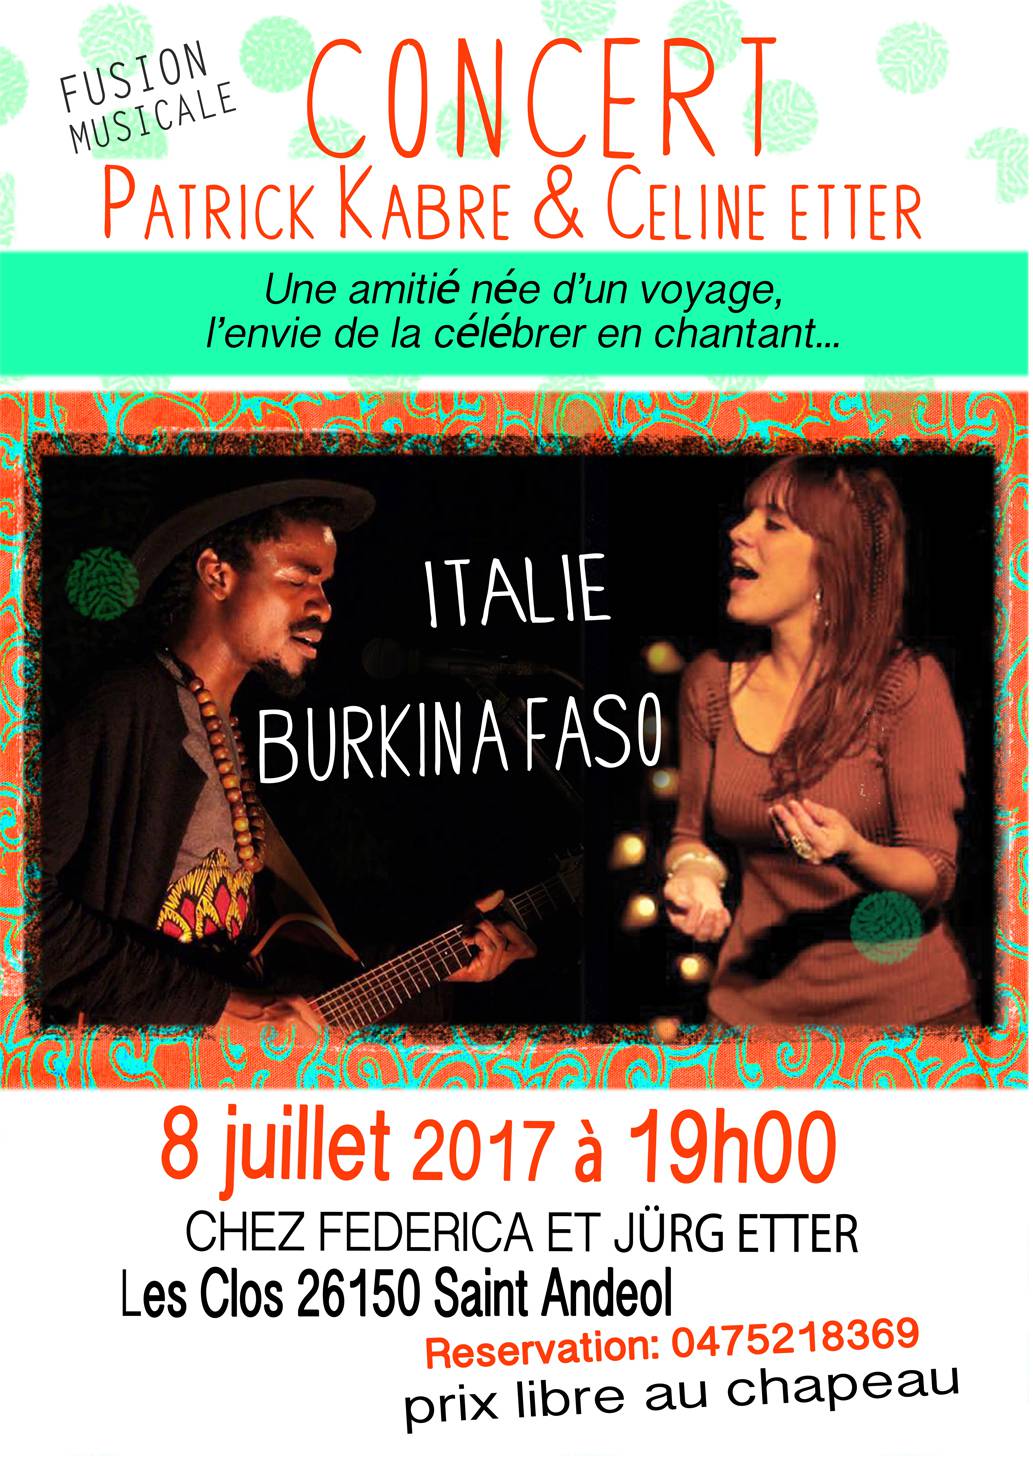 FUSION
MUSICALE
CONCERT
PATRICK KABRE & CELINE ETTER
Une amitié née d'un voyage,
l'envie de la célébrer en chantant...
ITALIE
BURKINA FASO
8 juillet 2017 à 19h00
CHEZ FEDERICA ET JÜRG ETTER
Les Clos 26150 Saint Andeol
Reservation: 0475218369
prix libre au chapeau